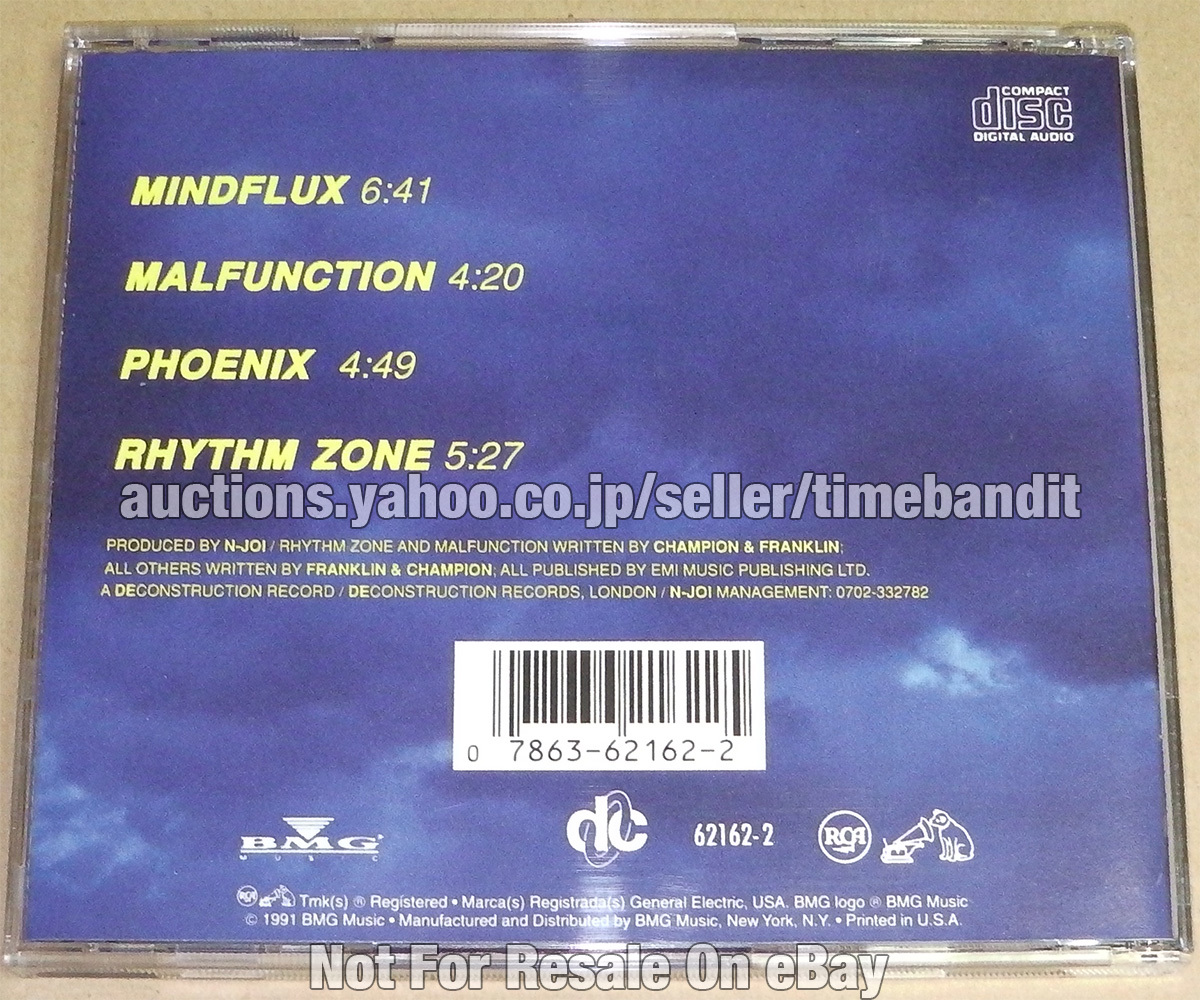 COMPACT
disc
DIGITAL AUDIO
MINDFLUX 6:41
MALFUNCTION 4:20
PHOENIX 4:49
RHYTHM ZONE 5:27
auctions.yahoo.co.jp/seller/timebandit
PRODUCED BY N-JOI / RHYTHM ZONE AND MALFUNCTION WRITTEN BY CHAMPION & FRANKLIN;
ALL OTHERS WRITTEN BY FRANKLIN & CHAMPION; ALL PUBLISHED BY EMI MUSIC PUBLISHING LTD.
A DECONSTRUCTION RECORD / DECONSTRUCTION RECORDS, LONDON / N-JOI MANAGEMENT: 0702-332782
0 7863-62162-2
BMG
MUSIC
dc
62162-2
RCA
RCA Tmk(s) ® Registered • Marca(s) Registrada(s) General Electric, USA. BMG logo ® BMG Music
© 1991 BMG Music • Manufactured and Distributed by BMG Music, New York, N.Y. • Printed in U.S.A.
Not For Resale On eBay